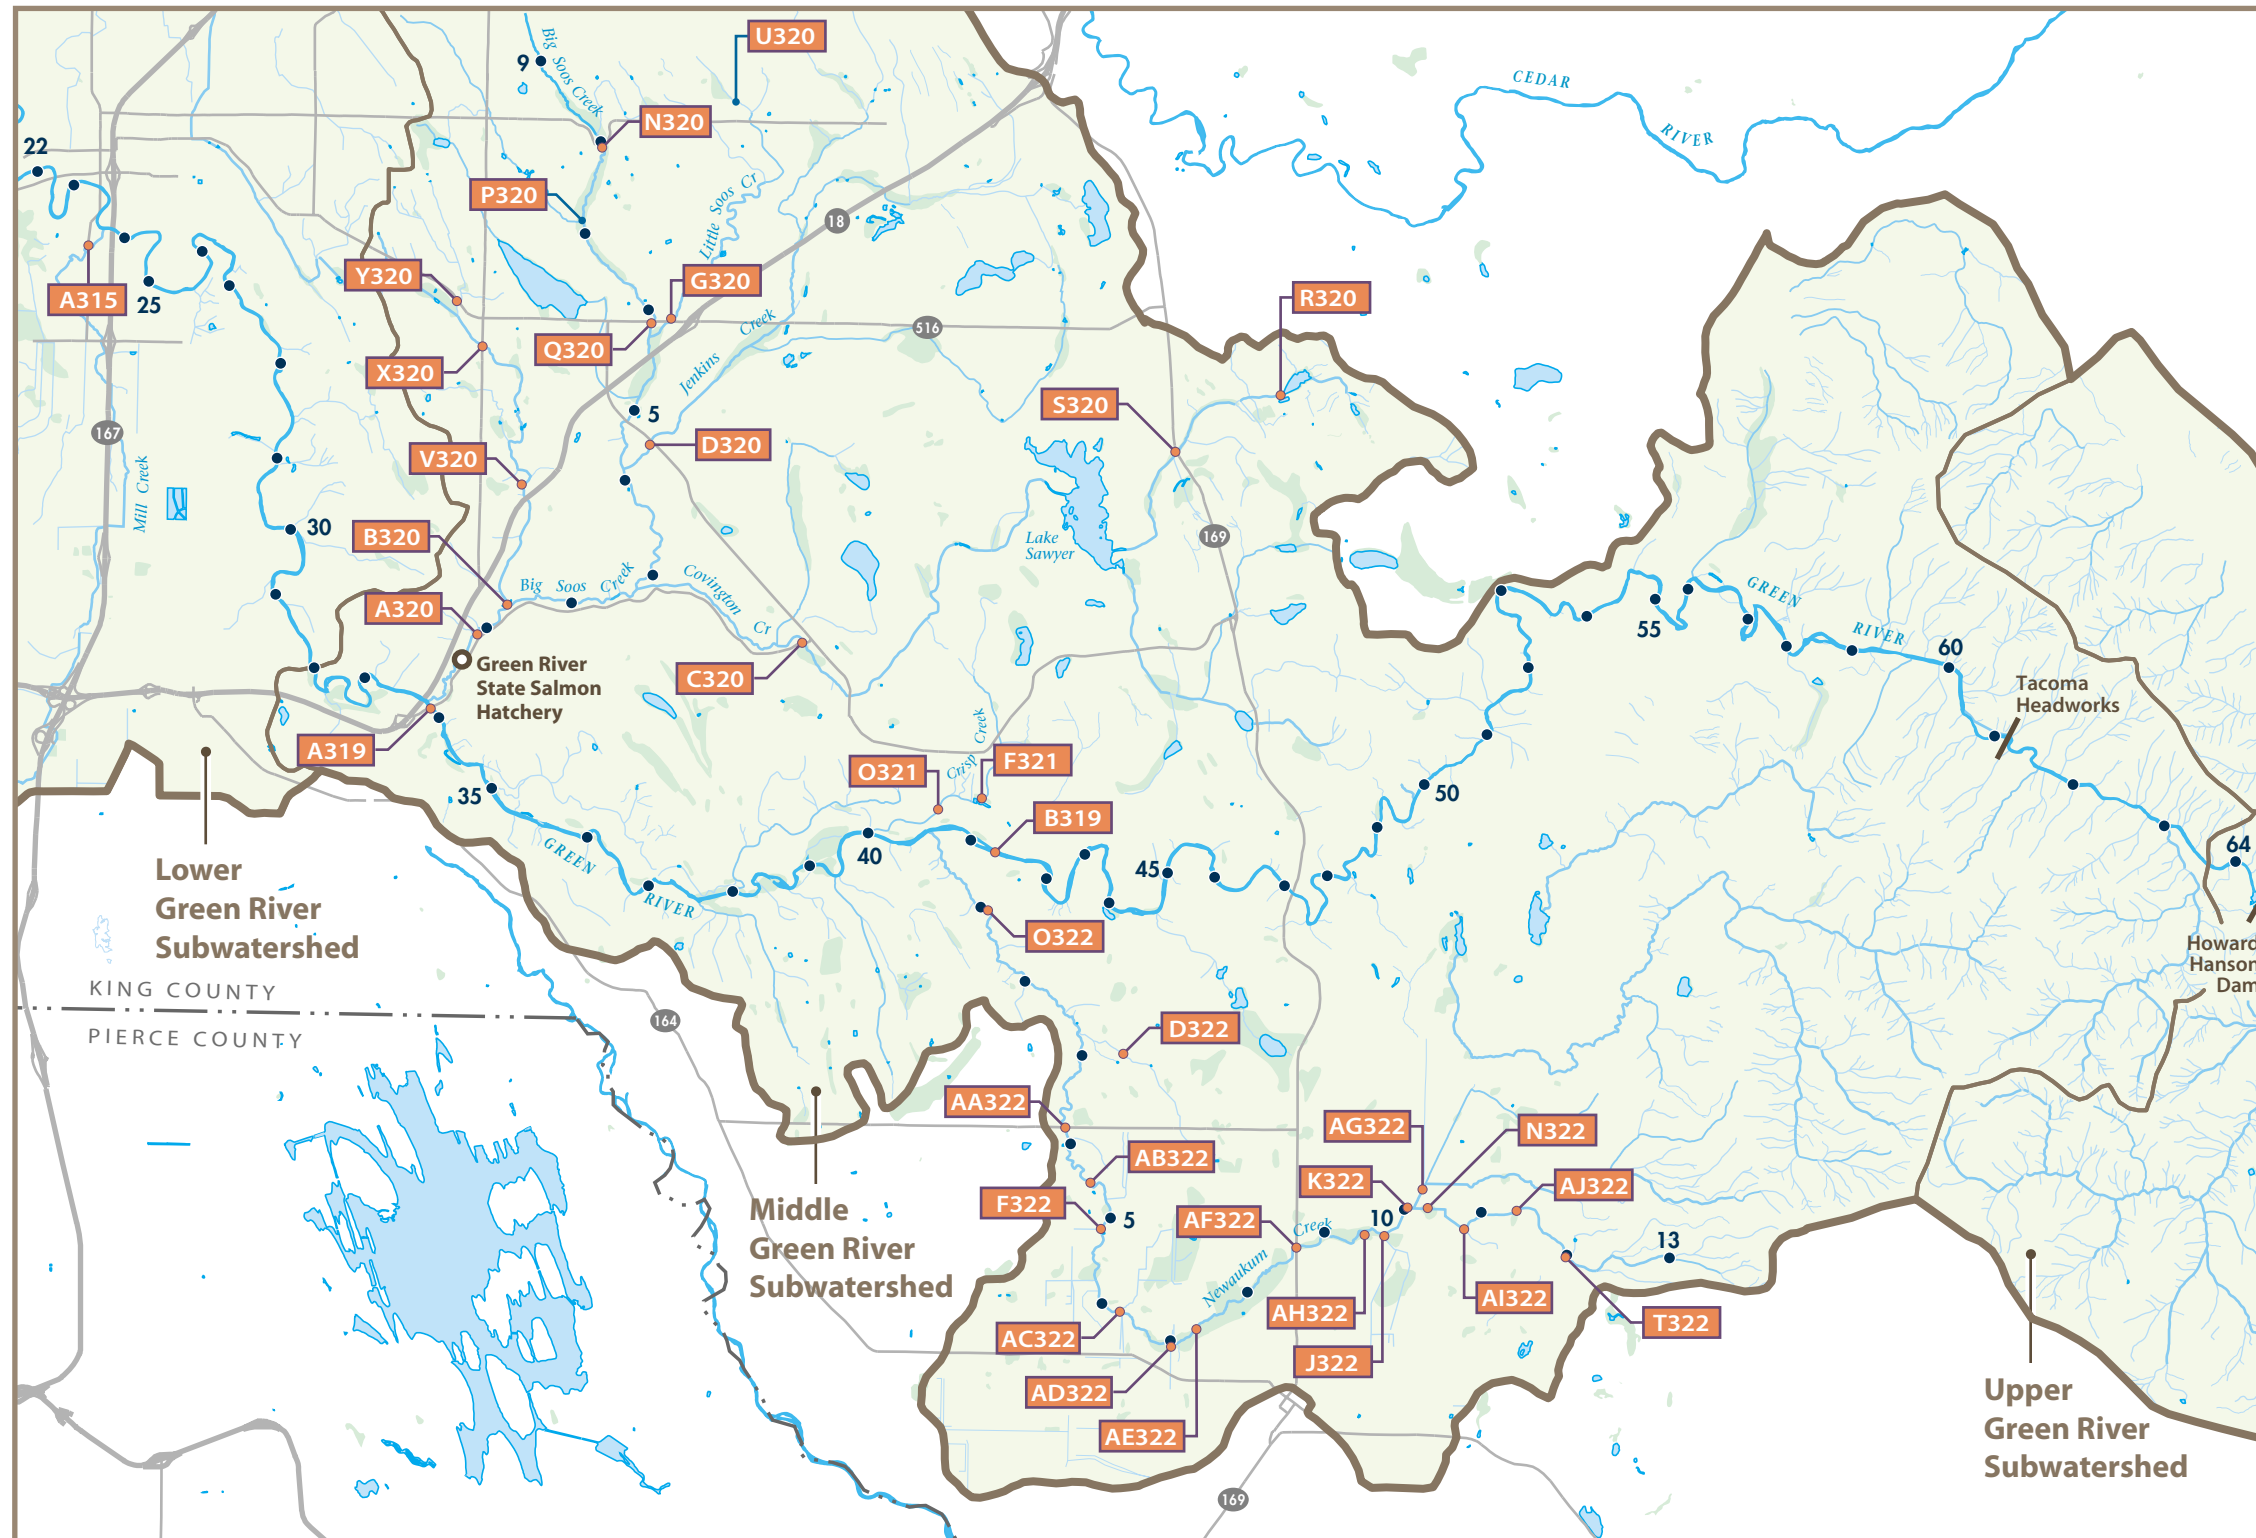 U320
Big Soos Creek
9
CEDAR
RIVER
N320
22
P320
Little Soos Cr
18
Y320
G320
A315
25
R320
Creek
516
Q320
Jenkins
X320
S320
5
167
D320
V320
Mill Creek
30
B320
Lake
Sawyer
169
Big Soos Creek
Covington
Cr
GREEN
RIVER
A320
55
60
Green River
State Salmon
Hatchery
C320
Tacoma
Headworks
A319
Crisp Creek
O321
F321
35
50
B319
GREEN
RIVER
40
45
64
Lower
Green River
Subwatershed
O322
Howard
Hanson
Dam
KING COUNTY
PIERCE COUNTY
164
D322
AA322
AG322
N322
AB322
K322
AJ322
F322
5
AF322
Creek
10
Middle
Green River
Subwatershed
13
Newaukum
AH322
AI322
AC322
T322
J322
AD322
AE322
Upper
Green River
Subwatershed
169